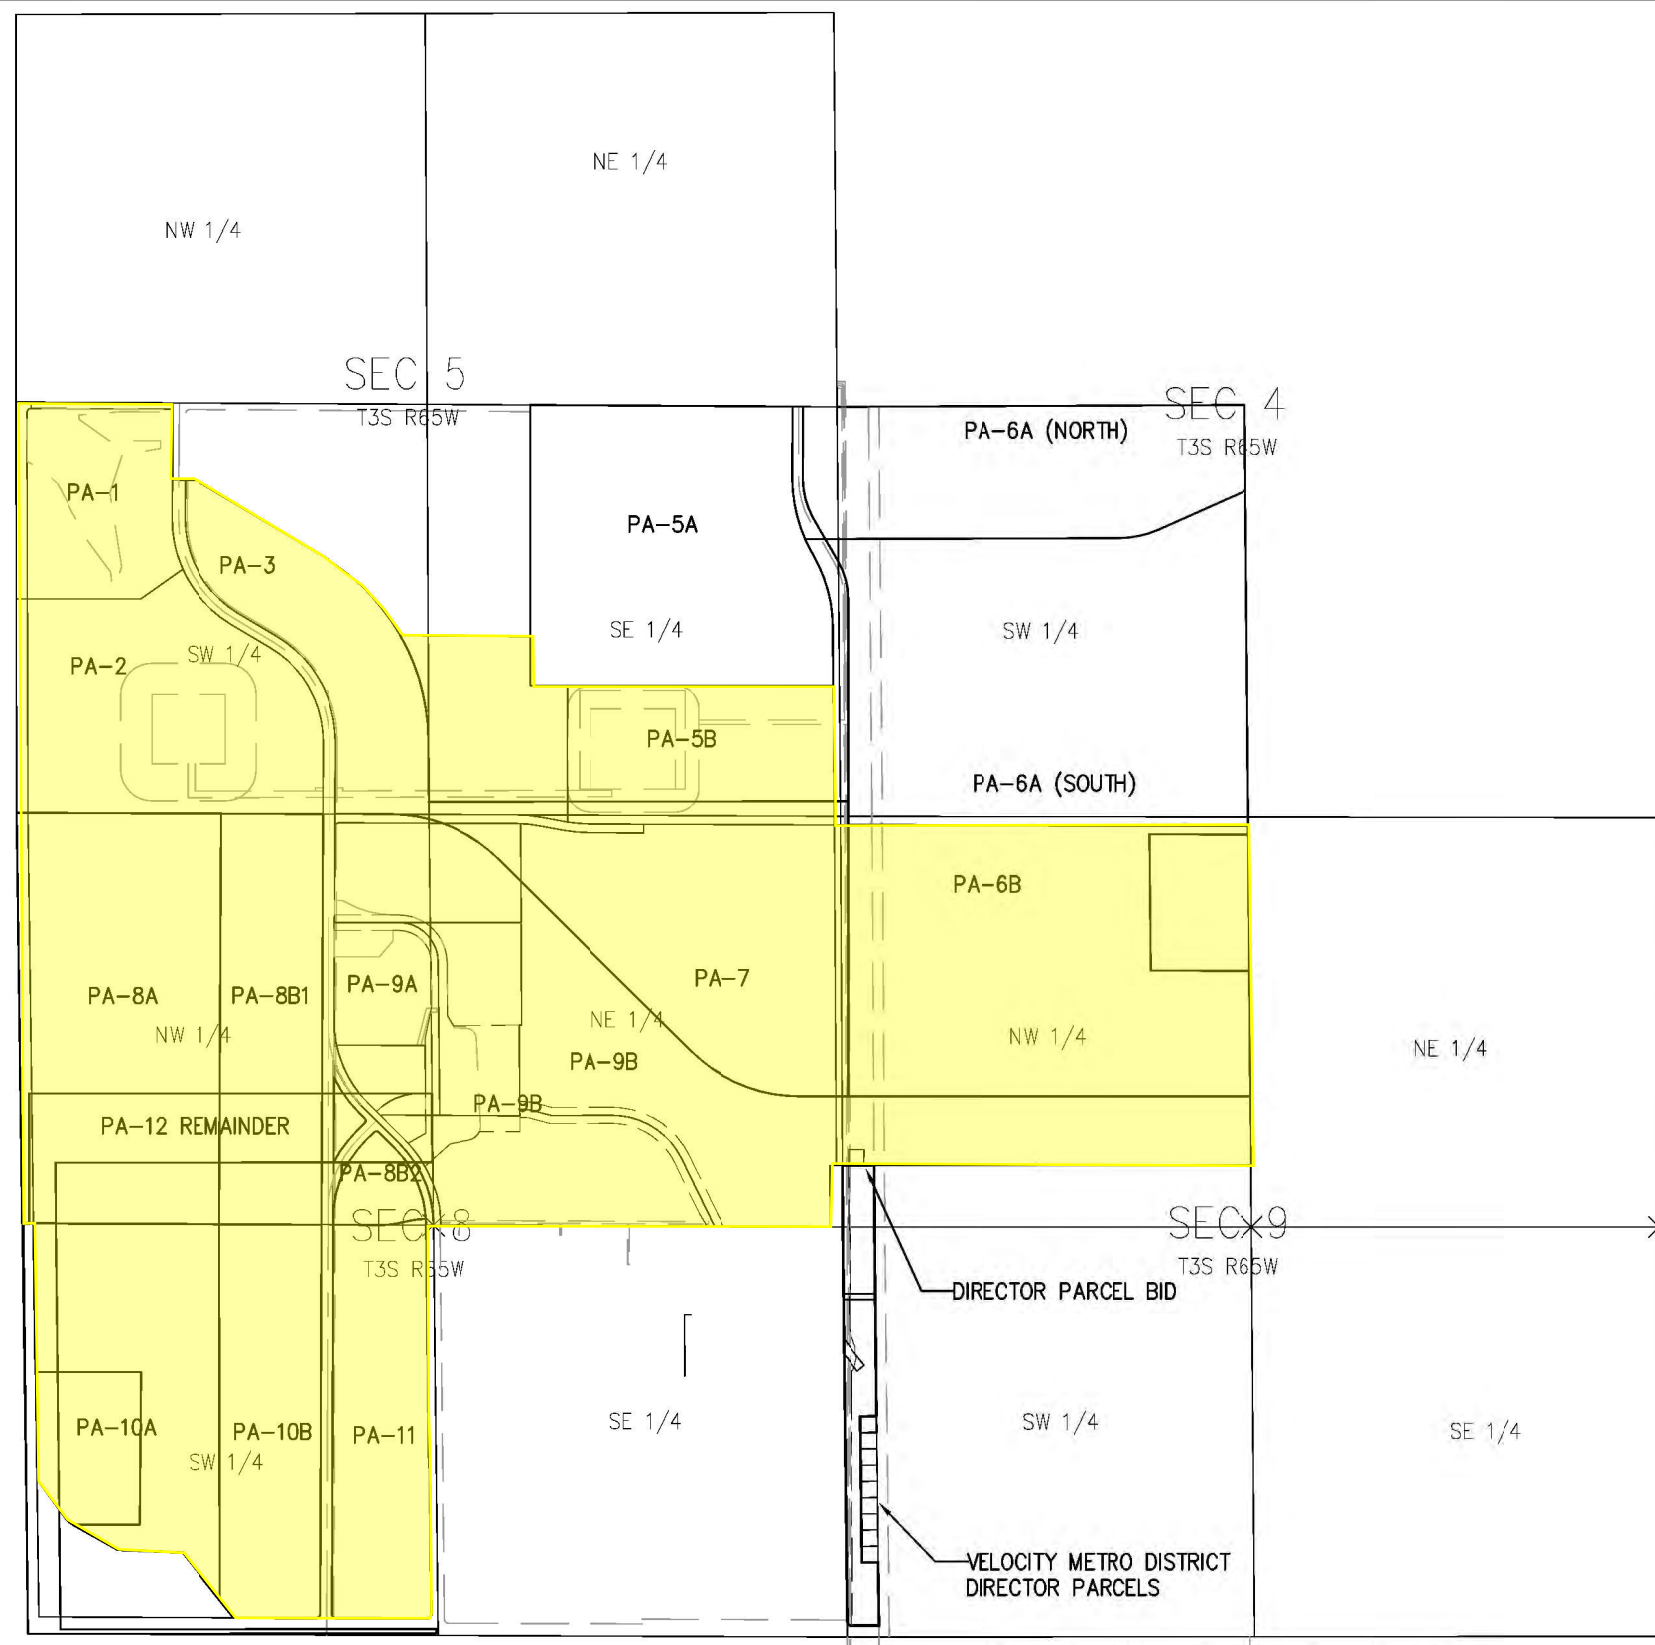 NE 1/4
NW 1/4
SEC 5
T3S R65W
SEC 4
T3S R65W
PA-6A (NORTH)
PA-1
PA-5A
PA-3
SE 1/4
SW 1/4
SW 1/4
PA-2
PA-5B
PA-6A (SOUTH)
PA-6B
PA-7
PA-9A
PA-8A
PA-8B1
NE 1/4
NW 1/4
NW 1/4
NE 1/4
PA-9B
PA-9B
PA-12 REMAINDER
PA-8B2
SEC 8
T3S R65W
SEC 9
T3S R65W
DIRECTOR PARCEL BID
SE 1/4
SW 1/4
SE 1/4
PA-10A
PA-10B
PA-11
SW 1/4
VELOCITY METRO DISTRICT
DIRECTOR PARCELS